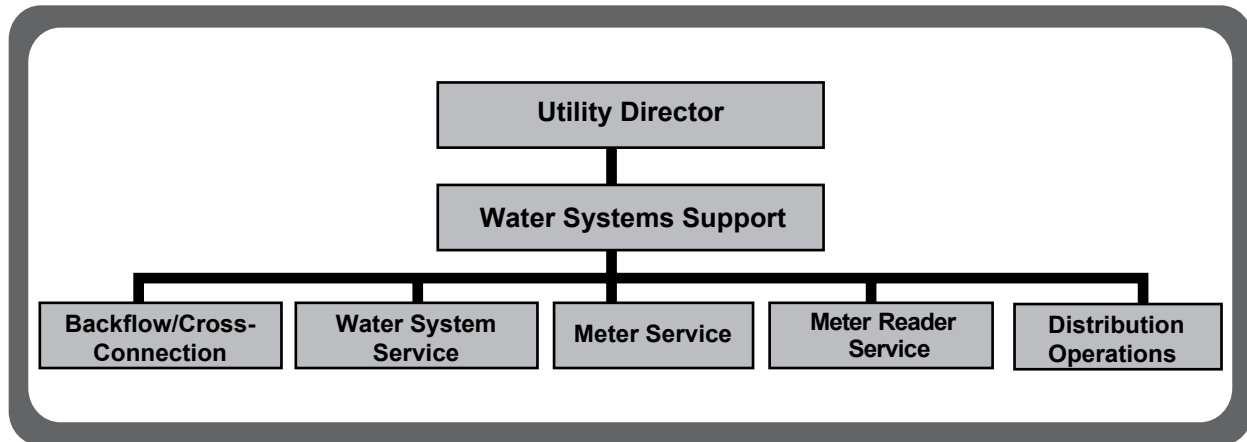 Utility Director
Water Systems Support
Backflow/Cross-
Connection
Water System
Service
Meter Service
Meter Reader
Service
Distribution
Operations